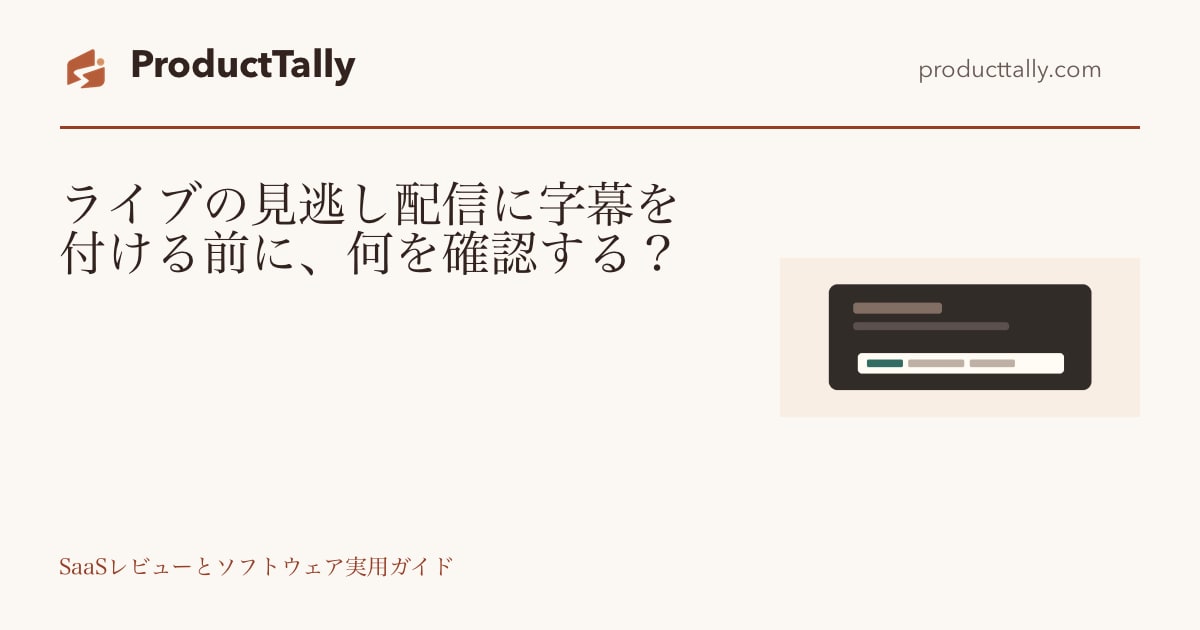 ProductTally
producttally.com
ライブの見逃し配信に字幕を
付ける前に、何を確認する？
SaaSレビューとソフトウェア実用ガイド